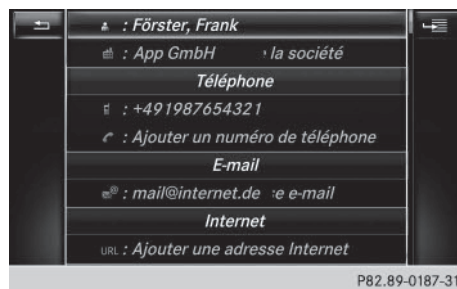 : Förster, Frank
: App GmbH la société
Téléphone
: +491987654321
: Ajouter un numéro de téléphone
E-mail
: mail@internet.de e e-mail
Internet
URL : Ajouter une adresse Internet
P82.89-0187-31